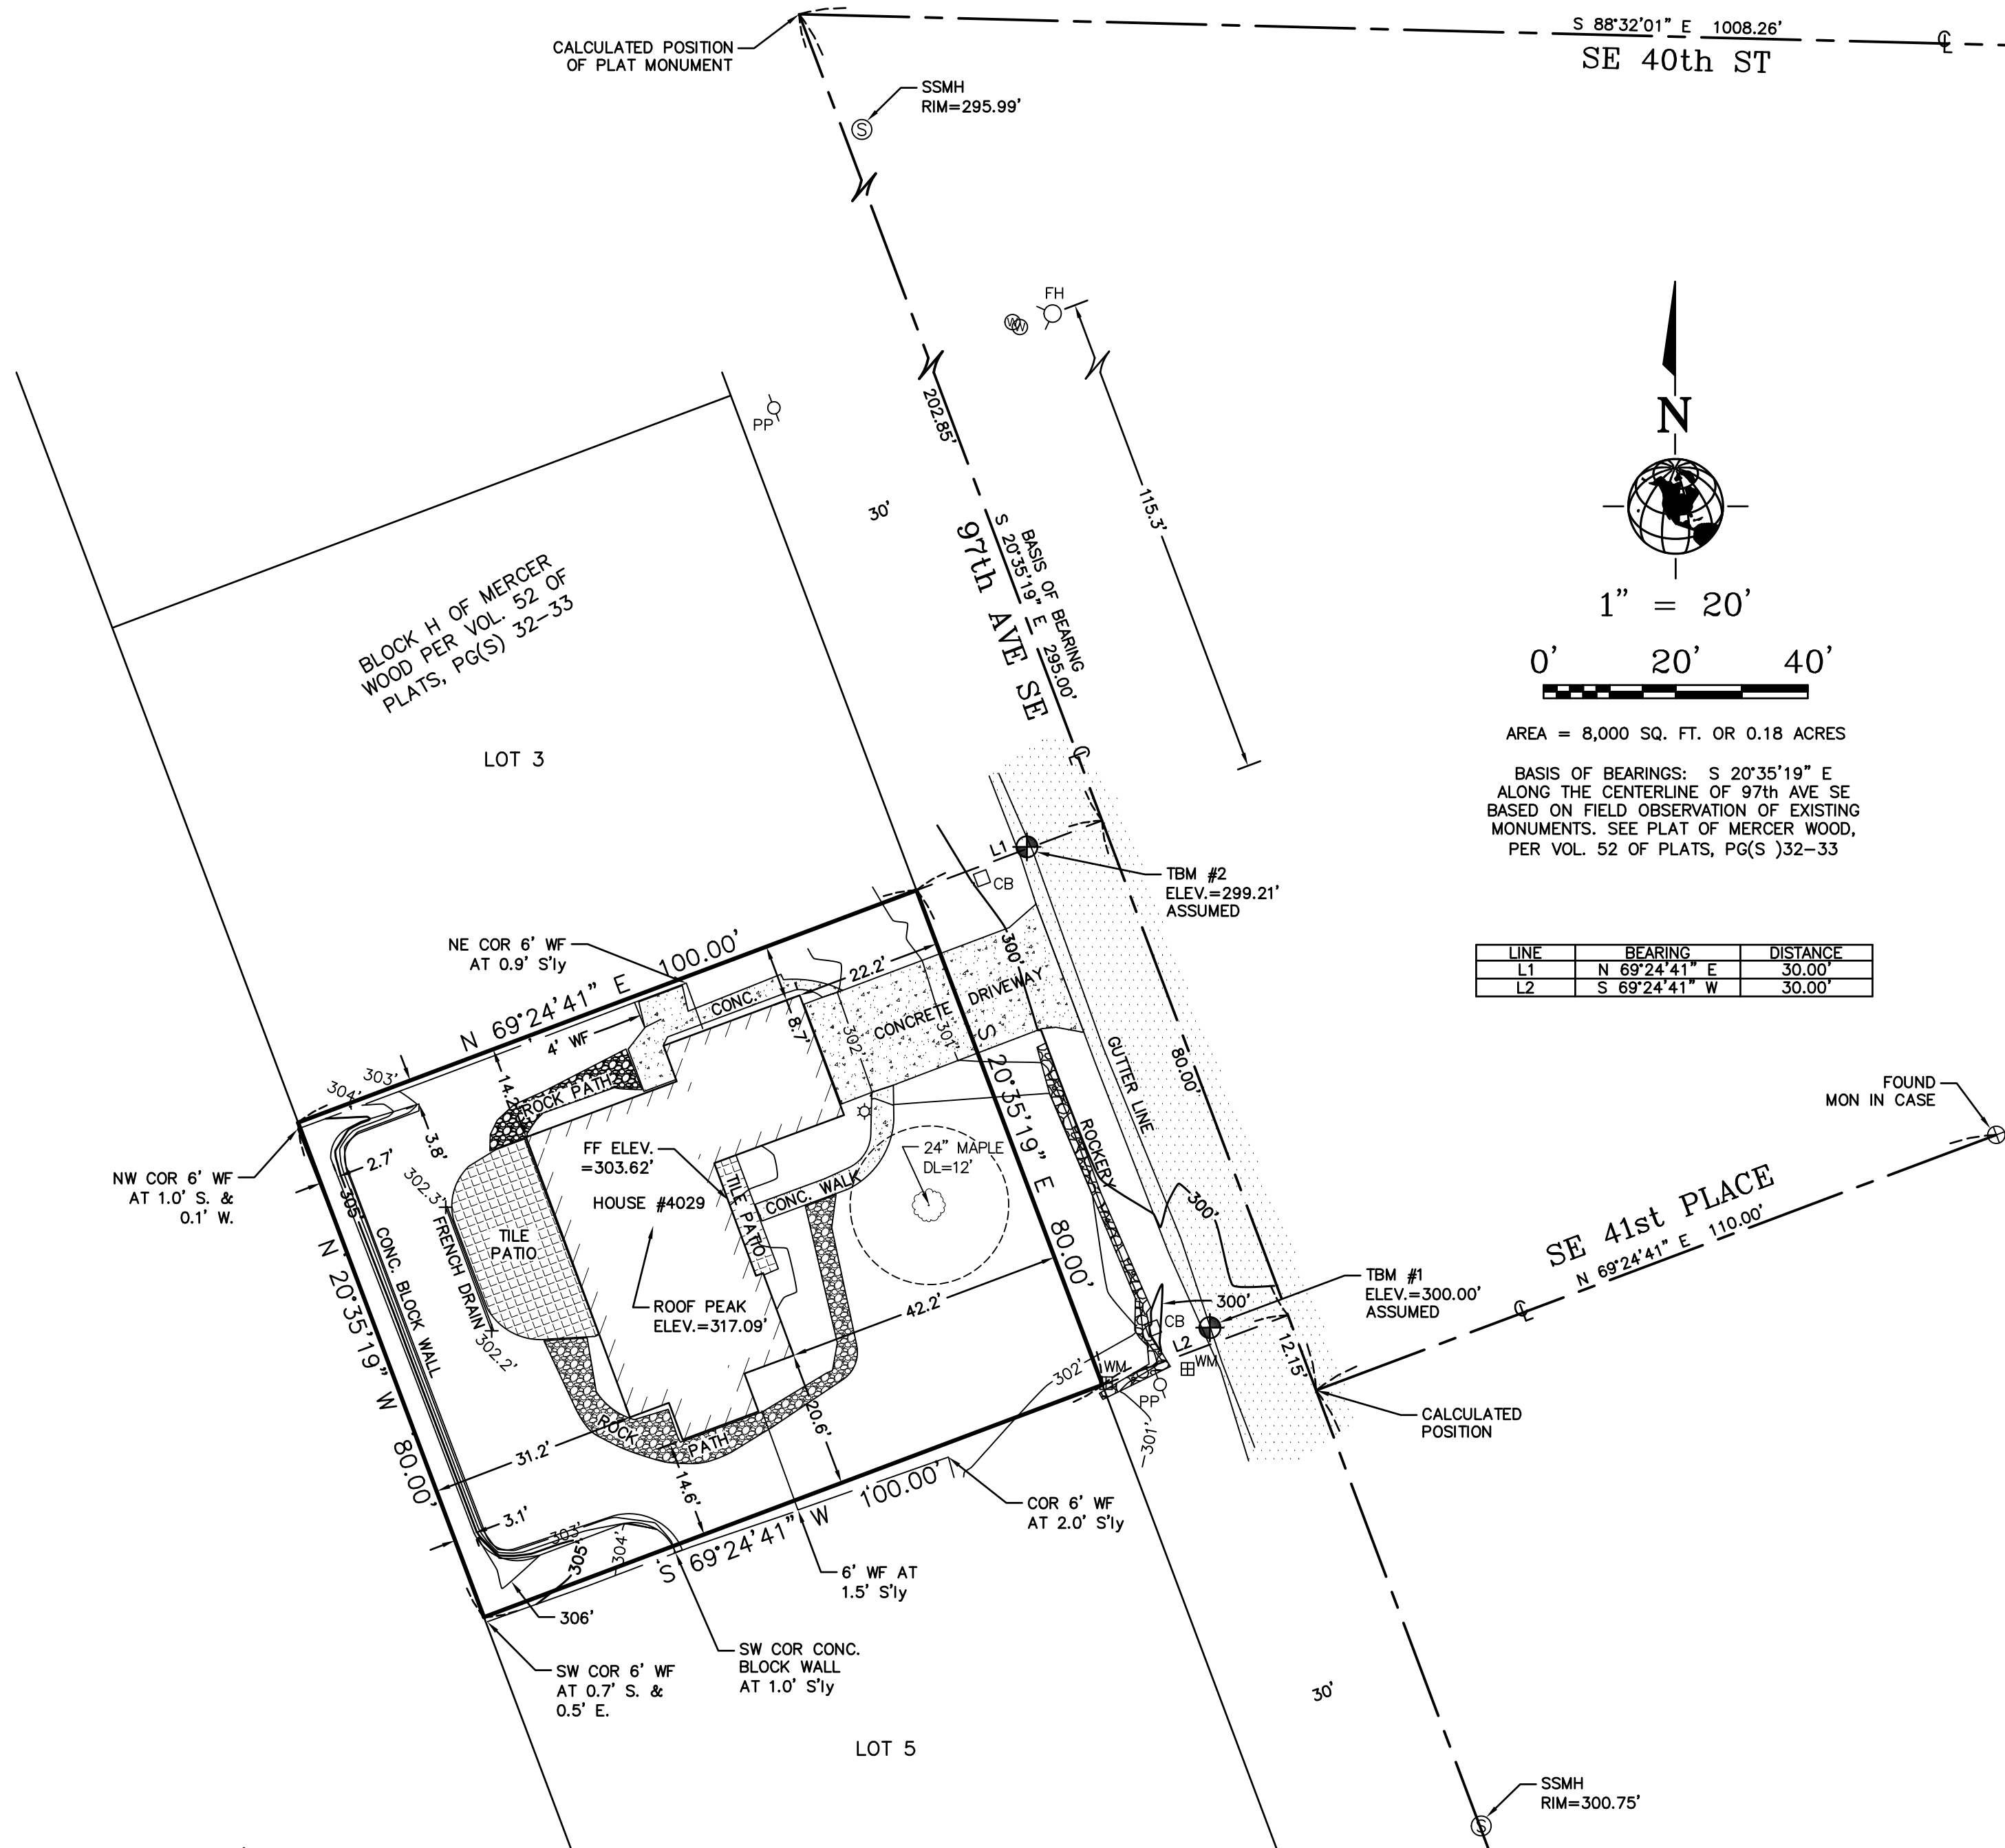 S 88°32'01" E 1008.26'
SE 40th ST
CALCULATED POSITION
OF PLAT MONUMENT
SSMH
RIM=295.99'
S
FH
W
W
PP
202.85'
30'
115.3'
BASIS OF BEARING
S 20°35'19" E 295.00'
97th AVE SE
N
1" = 20'
0' 20' 40'
AREA = 8,000 SQ. FT. OR 0.18 ACRES
BASIS OF BEARINGS: S 20°35'19" E
ALONG THE CENTERLINE OF 97th AVE SE
BASED ON FIELD OBSERVATION OF EXISTING
MONUMENTS. SEE PLAT OF MERCER WOOD,
PER VOL. 52 OF PLATS, PG(S )32-33
BLOCK H OF MERCER
WOOD PER VOL. 52 OF
PLATS, PG(S) 32-33
LOT 3
LINE BEARING DISTANCE
L1 N 69°24'41" E 30.00'
L2 S 69°24'41" W 30.00'
L1
CB
TBM #2
ELEV.=299.21'
ASSUMED
NE COR 6' WF
AT 0.9' S'ly
N 69°24'41" E 100.00'
22.2'
300'
CONC.
CONCRETE DRIVEWAY
8.7'
302'
301'
4' WF
14.2'
ROCK PATH
303'
304'
3.8'
2.7'
NW COR 6' WF
AT 1.0' S. &
0.1' W.
305'
302.3'
FRENCH DRAIN
302.2'
TILE
PATIO
CONC. BLOCK WALL
N 20°35'19" W 80.00'
FF ELEV.
=303.62'
HOUSE #4029
ROOF PEAK
ELEV.=317.09'
TILE PATIO
CONC. WALK
24" MAPLE
DL=12'
S 20°35'19" E 80.00'
42.2'
ROCKERY
GUTTER LINE
80.00'
300'
300'
CB
L2
WM
WM
PP
302'
301'
12.15'
TBM #1
ELEV.=300.00'
ASSUMED
FOUND
MON IN CASE
SE 41st PLACE
N 69°24'41" E 110.00'
CALCULATED
POSITION
31.2'
ROCK PATH
20.6'
14.6'
3.1'
303'
305'
304'
306'
S 69°24'41" W 100.00'
COR 6' WF
AT 2.0' S'ly
6' WF AT
1.5' S'ly
SW COR CONC.
BLOCK WALL
AT 1.0' S'ly
SW COR 6' WF
AT 0.7' S. &
0.5' E.
LOT 5
30'
SSMH
RIM=300.75'
S